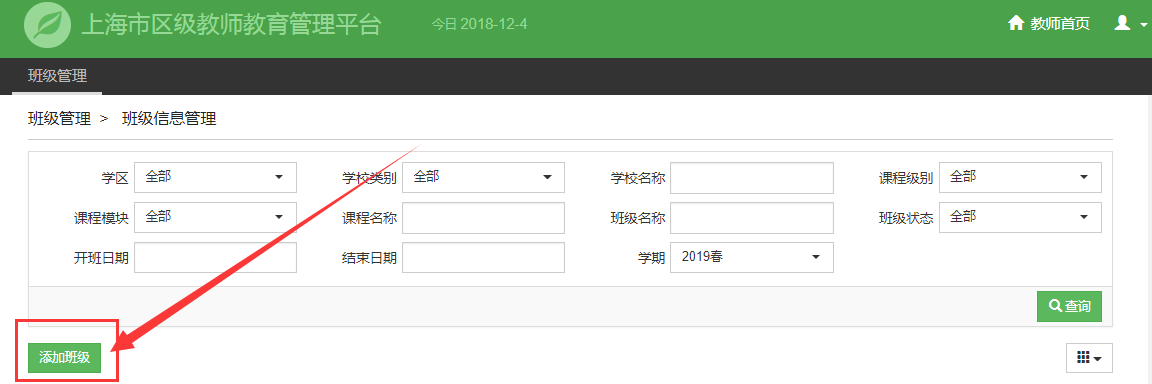 上海市区级教师教育管理平台 今日 2018-12-4 教师首页
班级管理
班级管理 > 班级信息管理
学区 全部 学校类别 全部 学校名称 课程级别 全部
课程模块 全部 课程名称 班级名称 班级状态 全部
开班日期 结束日期 学期 2019春
查询
添加班级